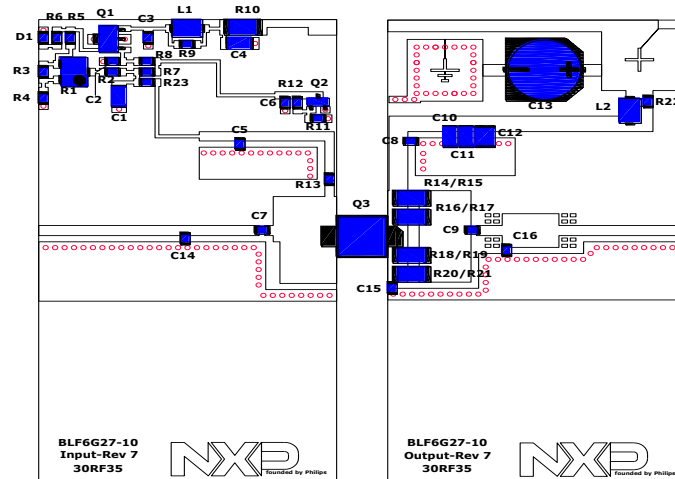 R6 R5
Q1
C3
L1
R10
D1
R9
C4
R8
R3
R1
R2
R7
R23
R4
C2
C1
R12
Q2
C6
R11
C5
R13
Q3
C7
C14
C13
L2
R22
C10
C12
C8
C11
R14/R15
R16/R17
C9
C16
R18/R19
R20/R21
C15
BLF6G27-10
Input-Rev 7
30RF35
NXP
founded by Philips
BLF6G27-10
Output-Rev 7
30RF35
NXP
founded by Philips